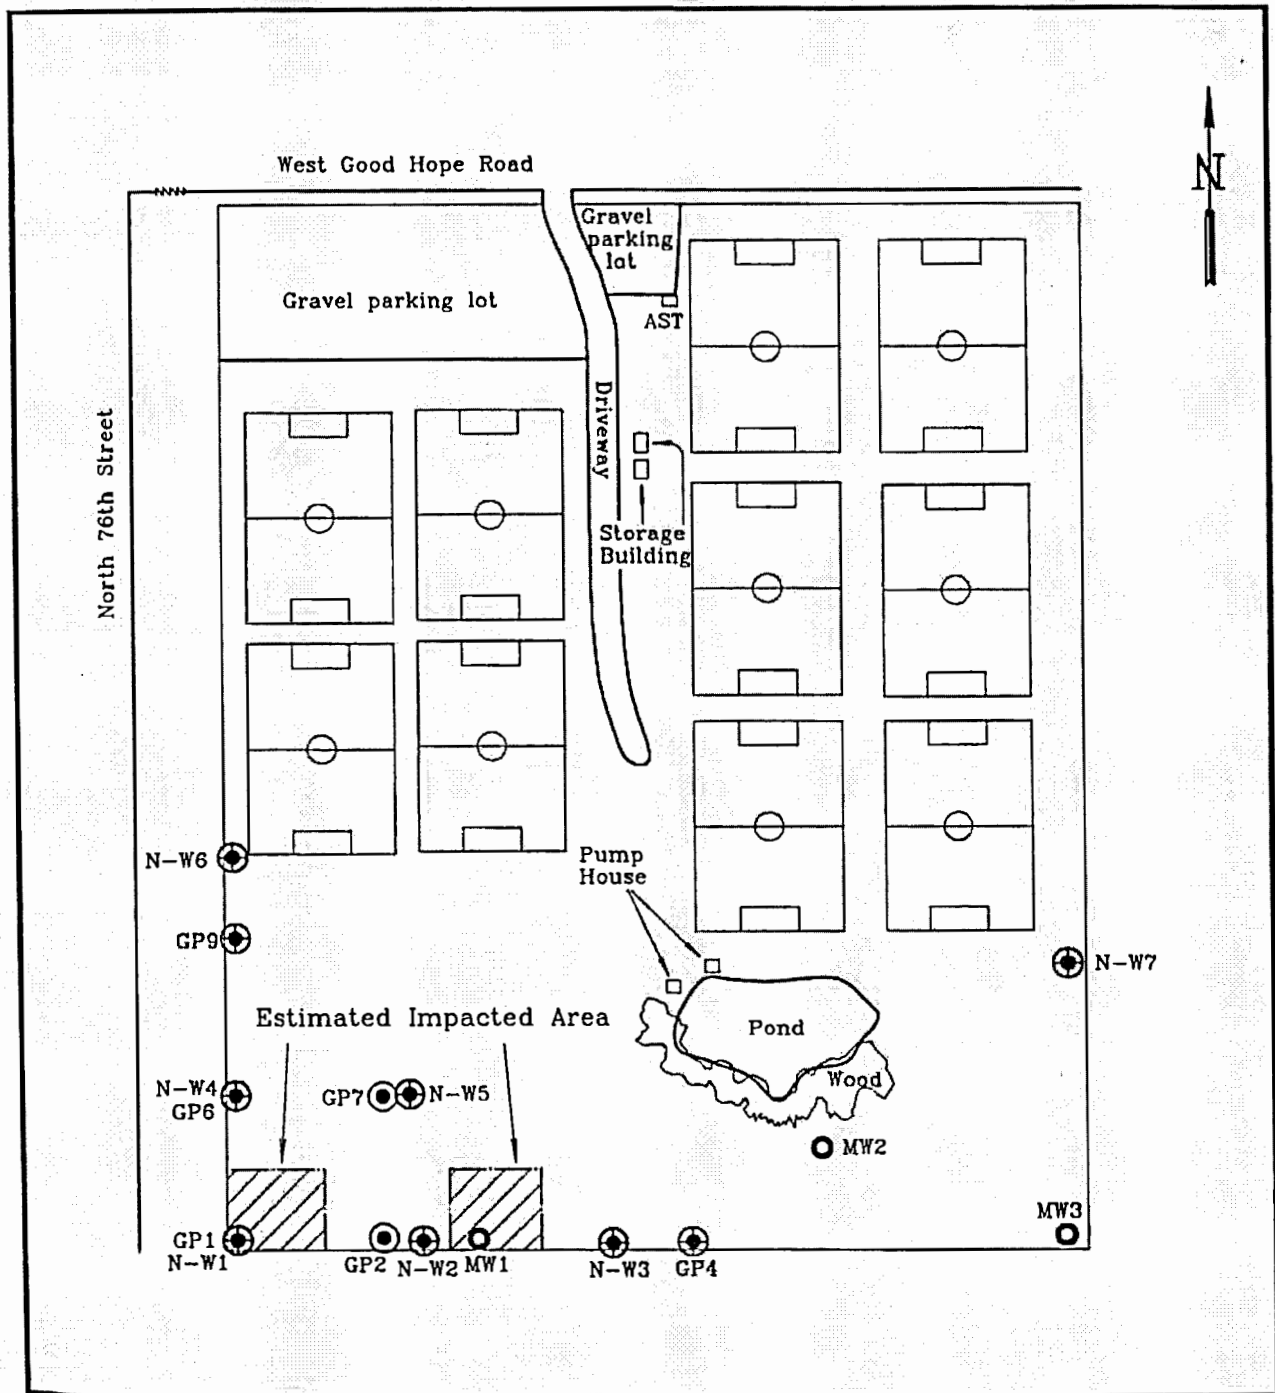 West Good Hope Road
N
Gravel
parking
lot
Gravel parking lot
AST
Driveway
North 76th Street
Storage
Building
N-W6
Pump
House
GP9
N-W7
Estimated Impacted Area
Pond
Wood
N-W4
GP6
GP7
N-W5
MW2
MW3
GP1
N-W1
GP2
N-W2
MW1
N-W3
GP4